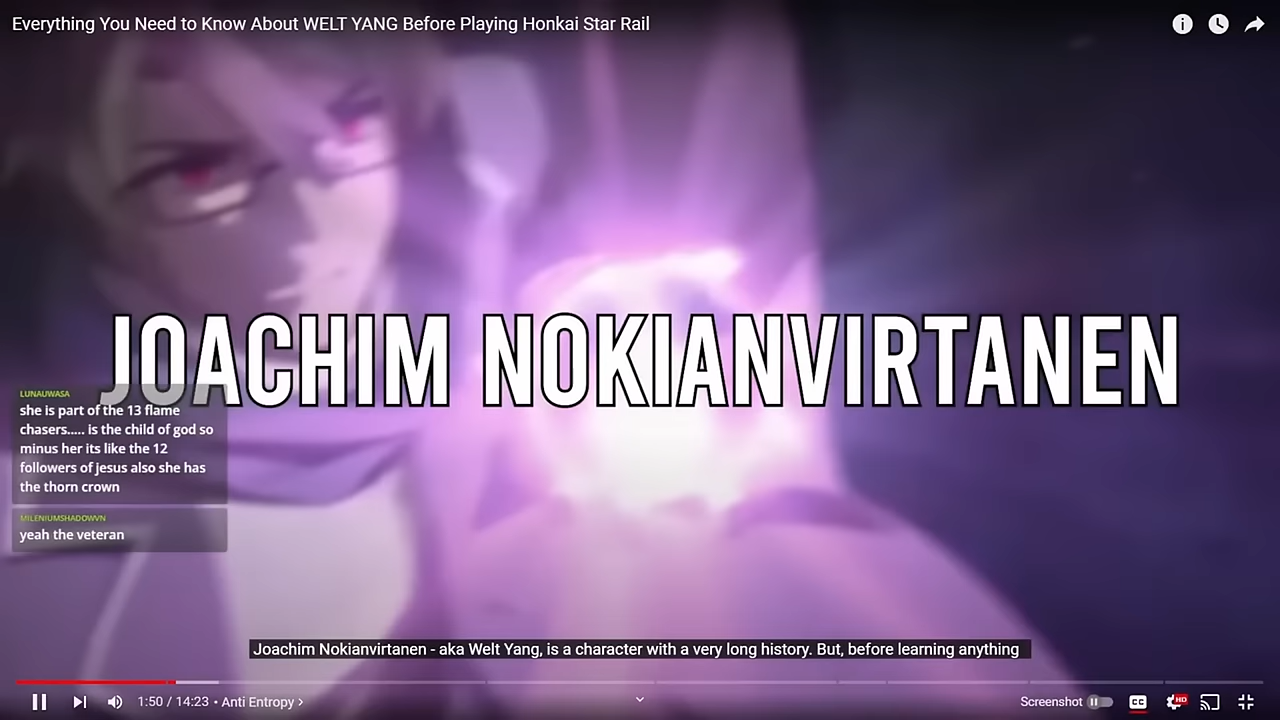 Everything You Need to Know About WELT YANG Before Playing Honkai Star Rail
JOACHIM NOKIANVIRTANEN
LUNAUWASA
she is part of the 13 flame
chasers..... is the child of god so
minus her its like the 12
followers of jesus also she has
the thorn crown
MILENIUMSHADOWVN
yeah the veteran
Joachim Nokianvirtanen - aka Welt Yang, is a character with a very long history. But, before learning anything
1:50 / 14:23 • Anti Entropy >
Screenshot
CC
HD